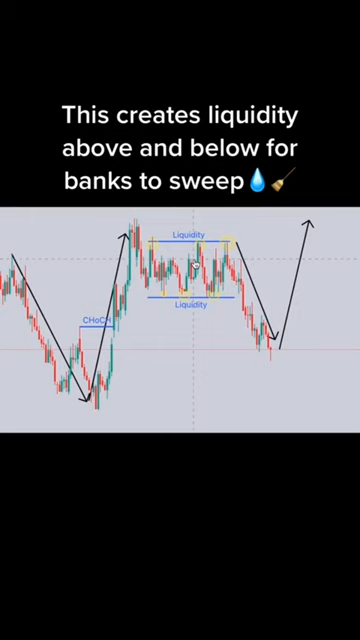 This creates liquidity
above and below for
banks to sweep💧🧹
Liquidity
CHoCH
Liquidity